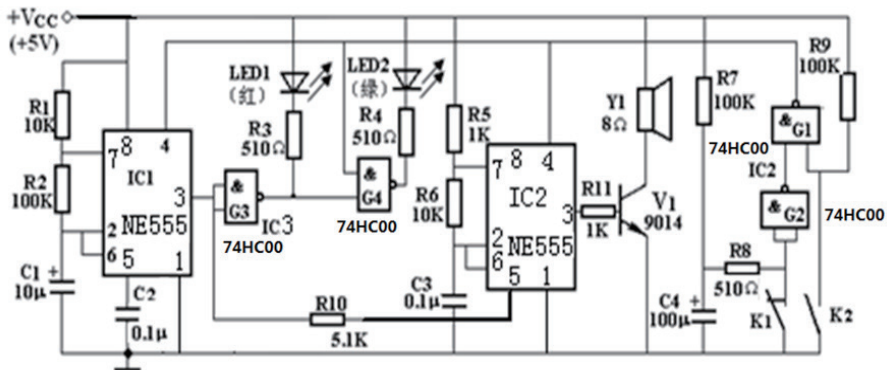 +VCC
(+5V)
R1
10K
R2
100K
C1 +
10μ
7
8
4
IC1
3
NE555
2
6
5
1
C2
0.1μ
LED1
(红)
R3
510Ω
&
G3
IC3
74HC00
LED2
(绿)
R4
510Ω
&
G4
74HC00
R10
5.1K
R5
1K
R6
10K
C3
0.1μ
7
8
4
IC2
3
NE555
2
6
5
1
R11
1K
Y1
8Ω
V1
9014
R7
100K
R9
100K
&
G1
74HC00
IC2
&
G2
74HC00
R8
510Ω
C4 +
100μ
K1
K2